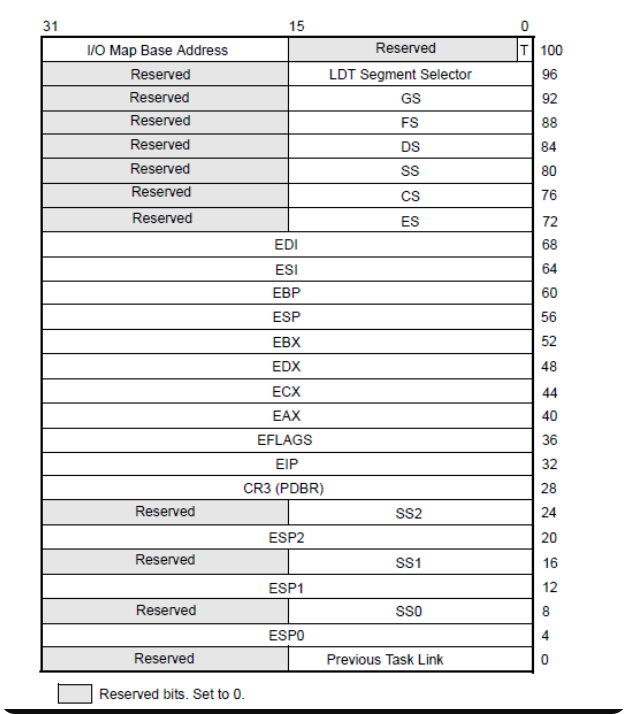 31 15 0
I/O Map Base Address Reserved T 100
Reserved LDT Segment Selector 96
Reserved GS 92
Reserved FS 88
Reserved DS 84
Reserved SS 80
Reserved CS 76
Reserved ES 72
EDI 68
ESI 64
EBP 60
ESP 56
EBX 52
EDX 48
ECX 44
EAX 40
EFLAGS 36
EIP 32
CR3 (PDBR) 28
Reserved SS2 24
ESP2 20
Reserved SS1 16
ESP1 12
Reserved SS0 8
ESP0 4
Reserved Previous Task Link 0
Reserved bits. Set to 0.